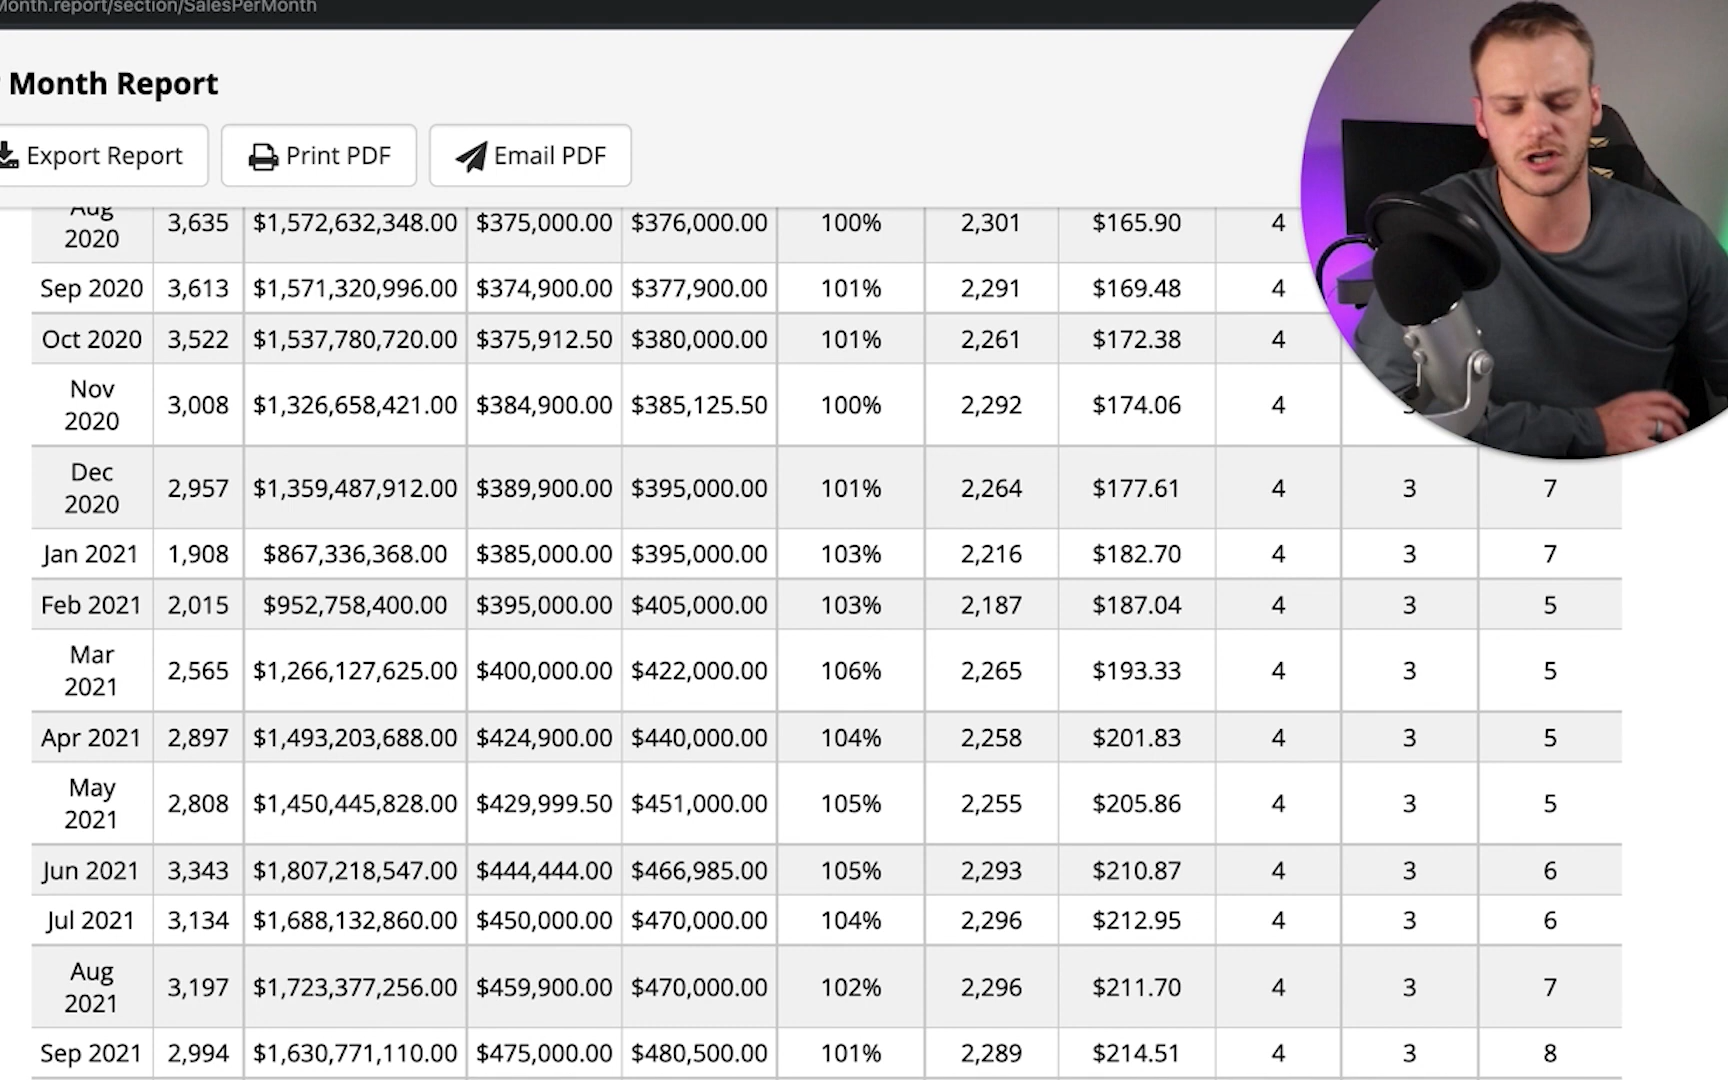 Month.report/section/SalesPerMonth
Month Report
Export Report Print PDF Email PDF
Aug
2020 3,635 $1,572,632,348.00 $375,000.00 $376,000.00 100% 2,301 $165.90 4
Sep 2020 3,613 $1,571,320,996.00 $374,900.00 $377,900.00 101% 2,291 $169.48 4
Oct 2020 3,522 $1,537,780,720.00 $375,912.50 $380,000.00 101% 2,261 $172.38 4
Nov
2020 3,008 $1,326,658,421.00 $384,900.00 $385,125.50 100% 2,292 $174.06 4
Dec
2020 2,957 $1,359,487,912.00 $389,900.00 $395,000.00 101% 2,264 $177.61 4 3 7
Jan 2021 1,908 $867,336,368.00 $385,000.00 $395,000.00 103% 2,216 $182.70 4 3 7
Feb 2021 2,015 $952,758,400.00 $395,000.00 $405,000.00 103% 2,187 $187.04 4 3 5
Mar
2021 2,565 $1,266,127,625.00 $400,000.00 $422,000.00 106% 2,265 $193.33 4 3 5
Apr 2021 2,897 $1,493,203,688.00 $424,900.00 $440,000.00 104% 2,258 $201.83 4 3 5
May
2021 2,808 $1,450,445,828.00 $429,999.50 $451,000.00 105% 2,255 $205.86 4 3 5
Jun 2021 3,343 $1,807,218,547.00 $444,444.00 $466,985.00 105% 2,293 $210.87 4 3 6
Jul 2021 3,134 $1,688,132,860.00 $450,000.00 $470,000.00 104% 2,296 $212.95 4 3 6
Aug
2021 3,197 $1,723,377,256.00 $459,900.00 $470,000.00 102% 2,296 $211.70 4 3 7
Sep 2021 2,994 $1,630,771,110.00 $475,000.00 $480,500.00 101% 2,289 $214.51 4 3 8